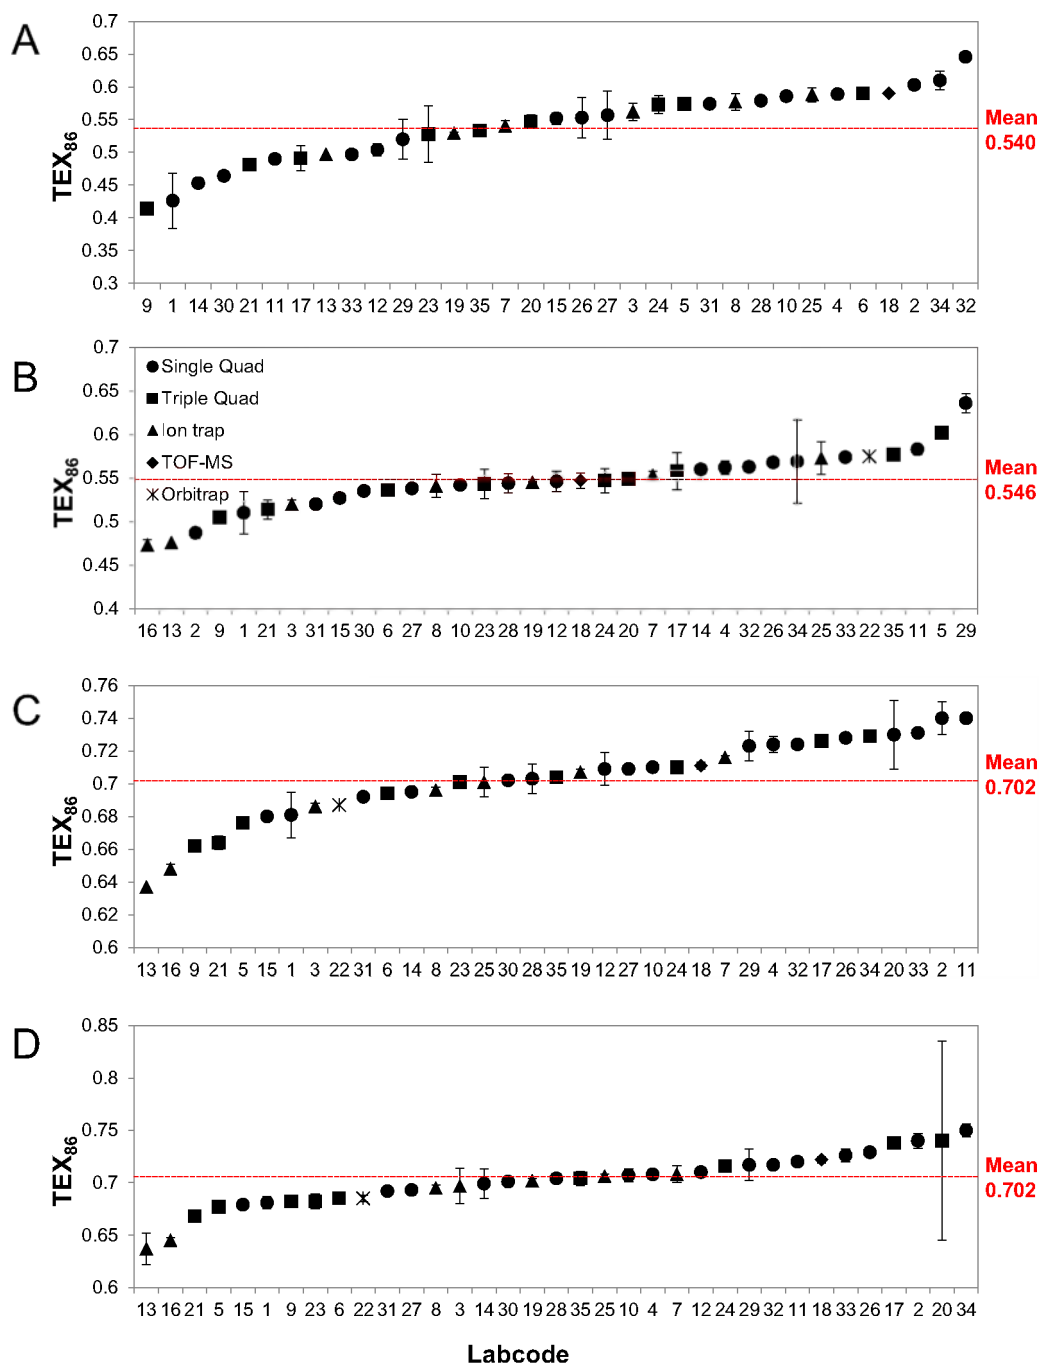 A
0.7
0.65
0.6
0.55
0.5
0.45
0.4
0.35
0.3
TEX86
Mean
0.540
9 1 14 30 21 11 17 13 33 12 29 23 19 35 7 20 15 26 27 3 24 5 31 8 28 10 25 4 6 18 2 34 32
B
0.7
0.65
0.6
0.55
0.5
0.45
0.4
TEX86
Single Quad
Triple Quad
Ion trap
TOF-MS
Orbitrap
Mean
0.546
16 13 2 9 1 21 3 31 15 30 6 27 8 10 23 28 19 12 18 24 20 7 17 14 4 32 26 34 25 33 22 35 11 5 29
C
0.76
0.74
0.72
0.7
0.68
0.66
0.64
0.62
0.6
TEX86
Mean
0.702
13 16 9 21 5 15 1 3 22 31 6 14 8 23 25 30 28 35 19 12 27 10 24 18 7 29 4 32 17 26 34 20 33 2 11
D
0.85
0.8
0.75
0.7
0.65
0.6
TEX86
Mean
0.702
13 16 21 5 15 1 9 23 6 22 31 27 8 3 14 30 19 28 35 25 10 4 7 12 24 29 32 11 18 33 26 17 2 20 34
Labcode